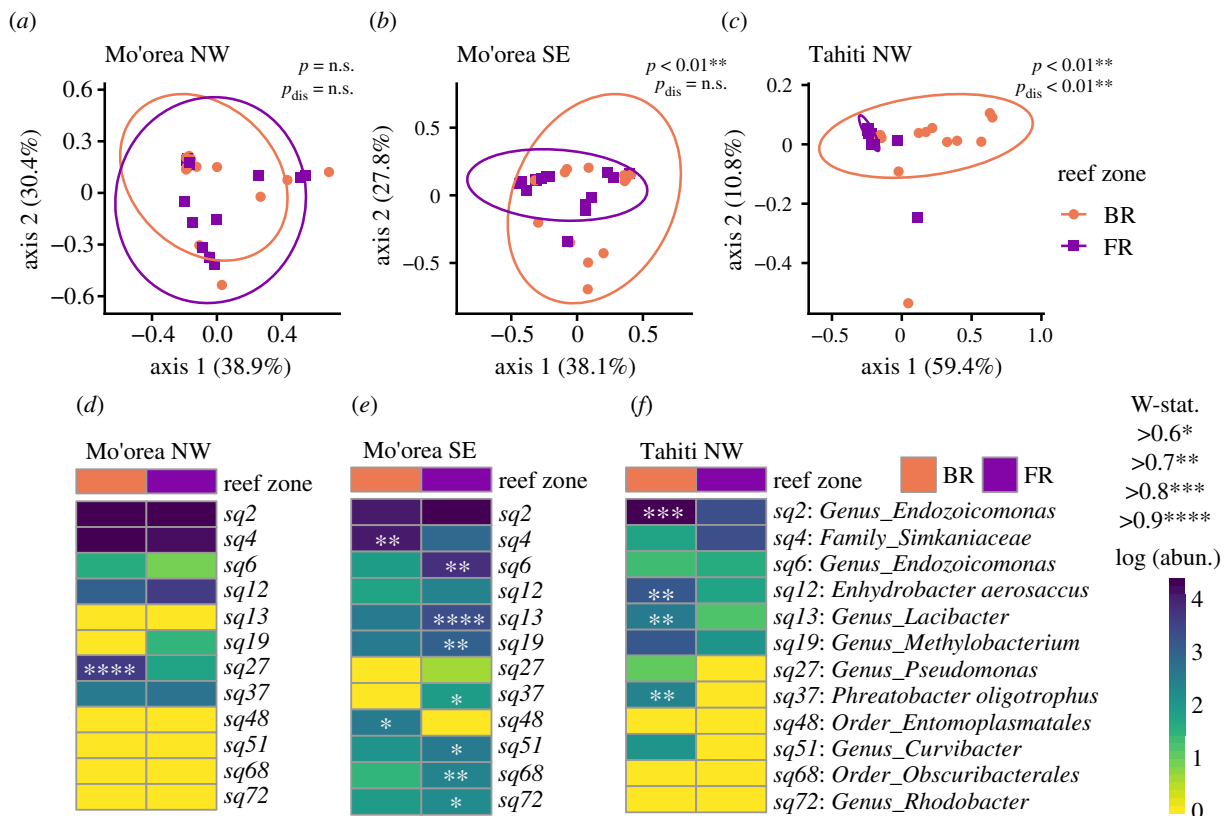 (a)
Mo'orea NW
p = n.s.
p_dis = n.s.
0.6
0.3
0
−0.3
−0.6
axis 2 (30.4%)
−0.4
0
0.4
axis 1 (38.9%)
(b)
Mo'orea SE
p < 0.01**
p_dis = n.s.
0.5
0
−0.5
axis 2 (27.8%)
−0.5
0
0.5
axis 1 (38.1%)
(c)
Tahiti NW
p < 0.01**
p_dis < 0.01**
0.2
0
−0.2
−0.4
axis 2 (10.8%)
0
0.5
1.0
axis 1 (59.4%)
reef zone
BR
FR
(d)
Mo'orea NW
reef zone
sq2
sq4
sq6
sq12
sq13
sq19
****
sq27
sq37
sq48
sq51
sq68
sq72
(e)
Mo'orea SE
reef zone
sq2
** sq4
** sq6
sq12
**** sq13
** sq19
sq27
* sq37
* sq48
* sq51
** sq68
* sq72
(f)
Tahiti NW
reef zone
BR
FR
*** sq2: Genus_Endozoicomonas
sq4: Family_Simkaniaceae
sq6: Genus_Endozoicomonas
** sq12: Enhydrobacter aerosaccus
** sq13: Genus_Lacibacter
sq19: Genus_Methylobacterium
sq27: Genus_Pseudomonas
** sq37: Phreatobacter oligotrophus
sq48: Order_Entomoplasmatales
sq51: Genus_Curvibacter
sq68: Order_Obscuribacterales
sq72: Genus_Rhodobacter
W-stat.
>0.6*
>0.7**
>0.8***
>0.9****
log (abun.)
4
3
2
1
0